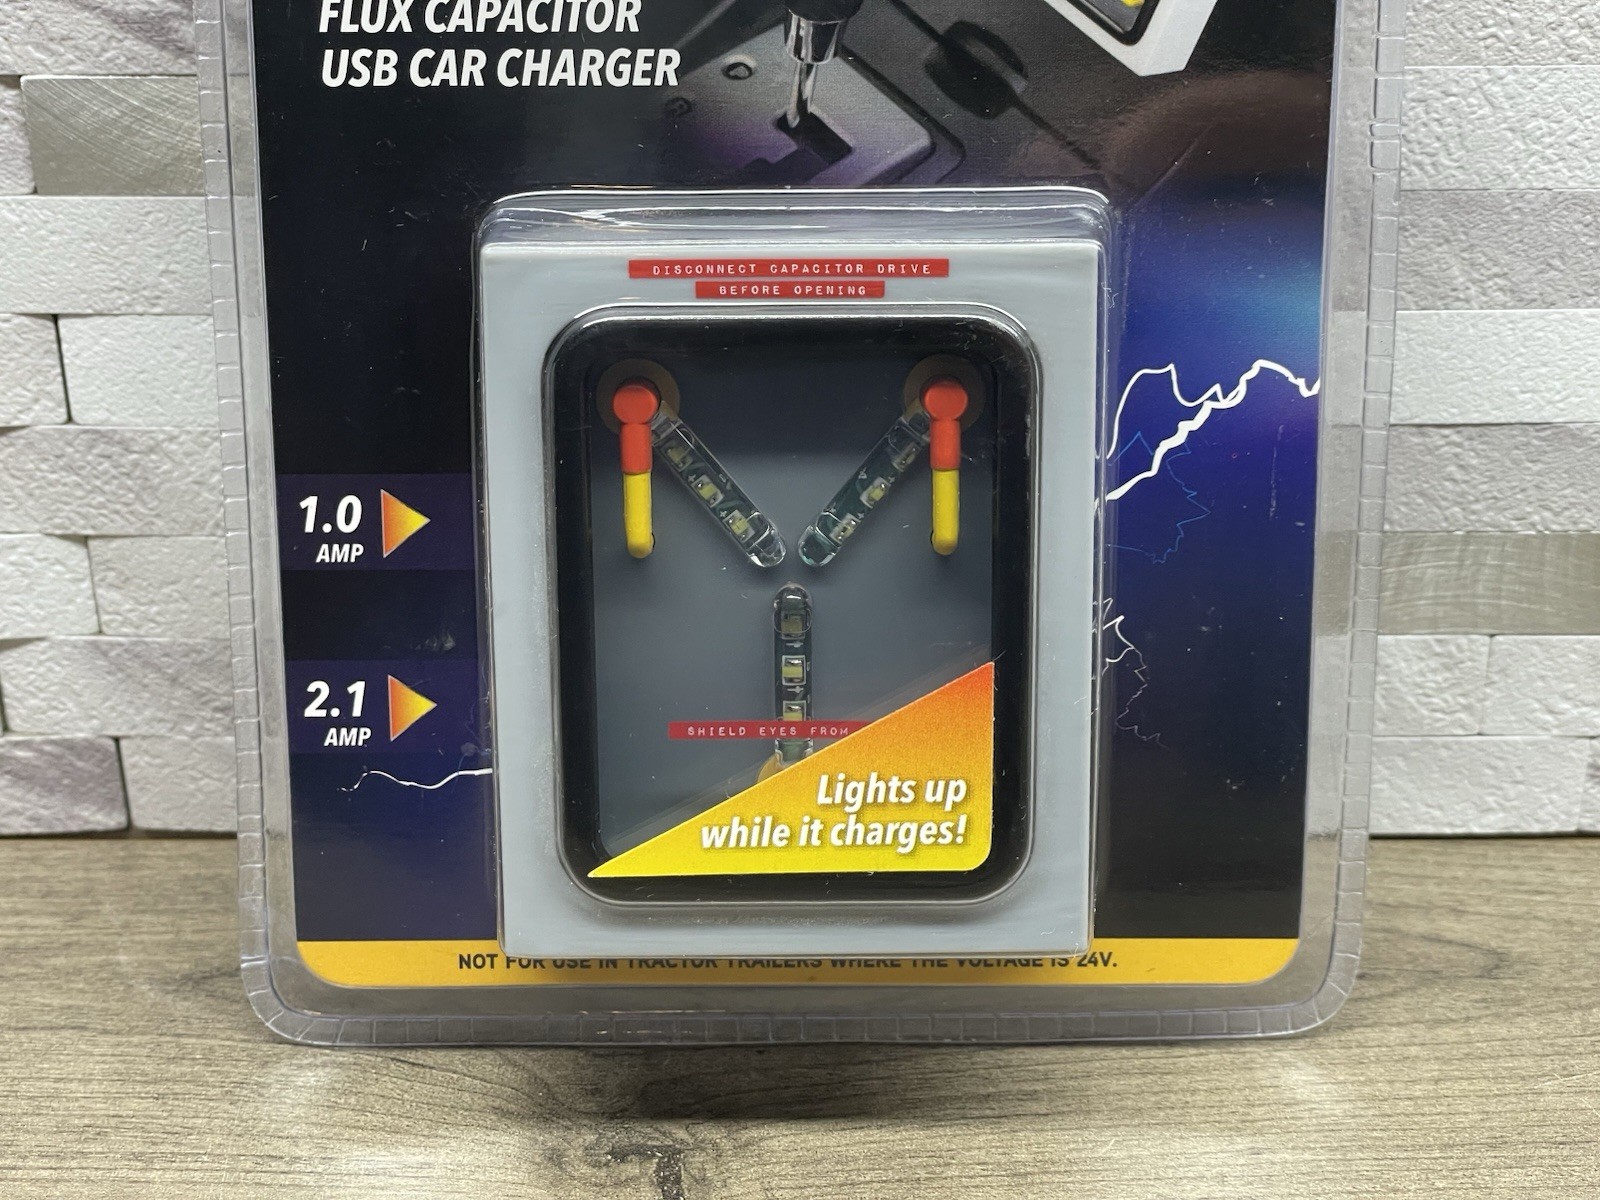 FLUX CAPACITOR
USB CAR CHARGER
DISCONNECT CAPACITOR DRIVE
BEFORE OPENING
1.0
AMP
2.1
AMP
SHIELD EYES FROM
Lights up
while it charges!
NOT FOR USE IN TRACTOR TRAILERS WHERE THE VOLTAGE IS 24V.